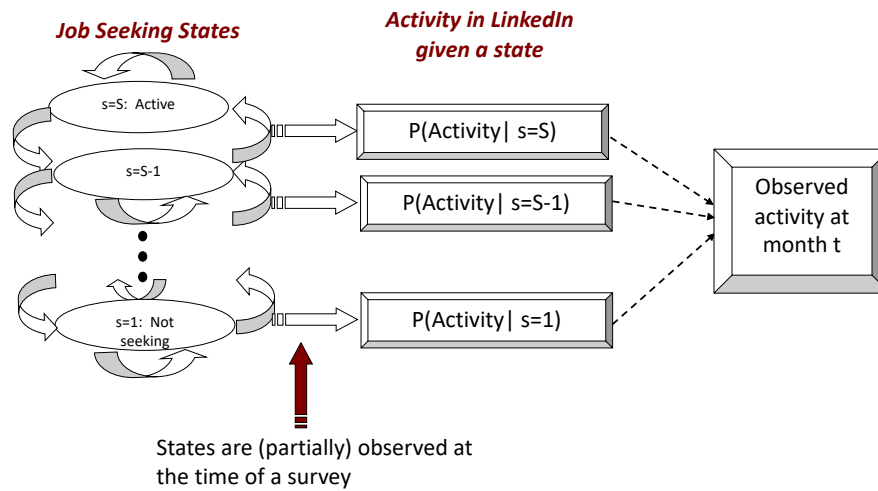 Job Seeking States
Activity in LinkedIn
given a state
s=S: Active
P(Activity| s=S)
s=S-1
P(Activity| s=S-1)
Observed
activity at
month t
s=1: Not
seeking
P(Activity| s=1)
States are (partially) observed at
the time of a survey